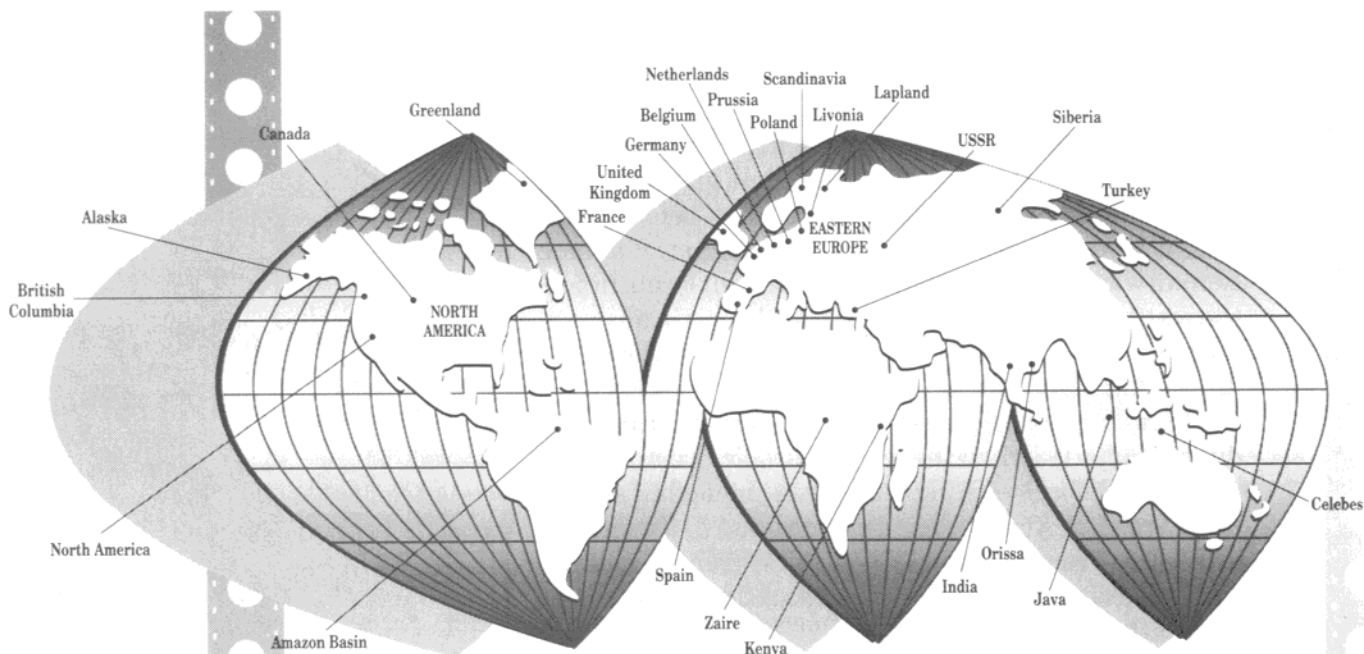 Netherlands
Scandinavia
Prussia
Lapland
Greenland
Belgium
Poland
Livonia
Siberia
Canada
Germany
USSR
United
Kingdom
Turkey
Alaska
France
EASTERN
EUROPE
British
Columbia
NORTH
AMERICA
Celebes
North America
Orissa
Spain
India
Java
Zaire
Amazon Basin
Kenya